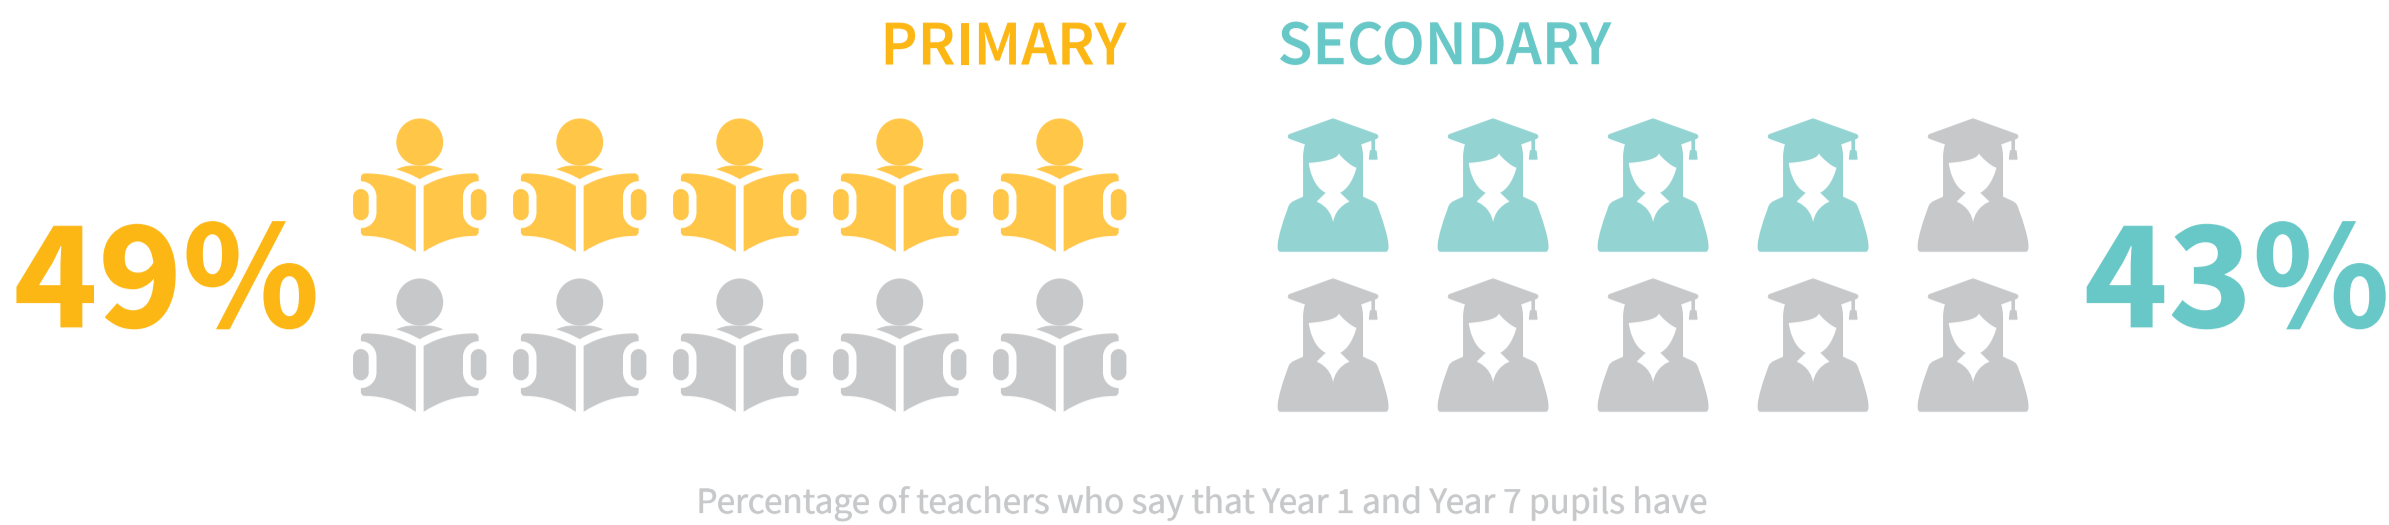 PRIMARY SECONDARY
49% 43%
Percentage of teachers who say that Year 1 and Year 7 pupils have